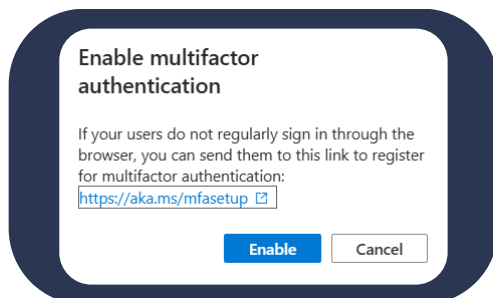 Enable multifactor
authentication
If your users do not regularly sign in through the
browser, you can send them to this link to register
for multifactor authentication:
https://aka.ms/mfasetup
Enable
Cancel